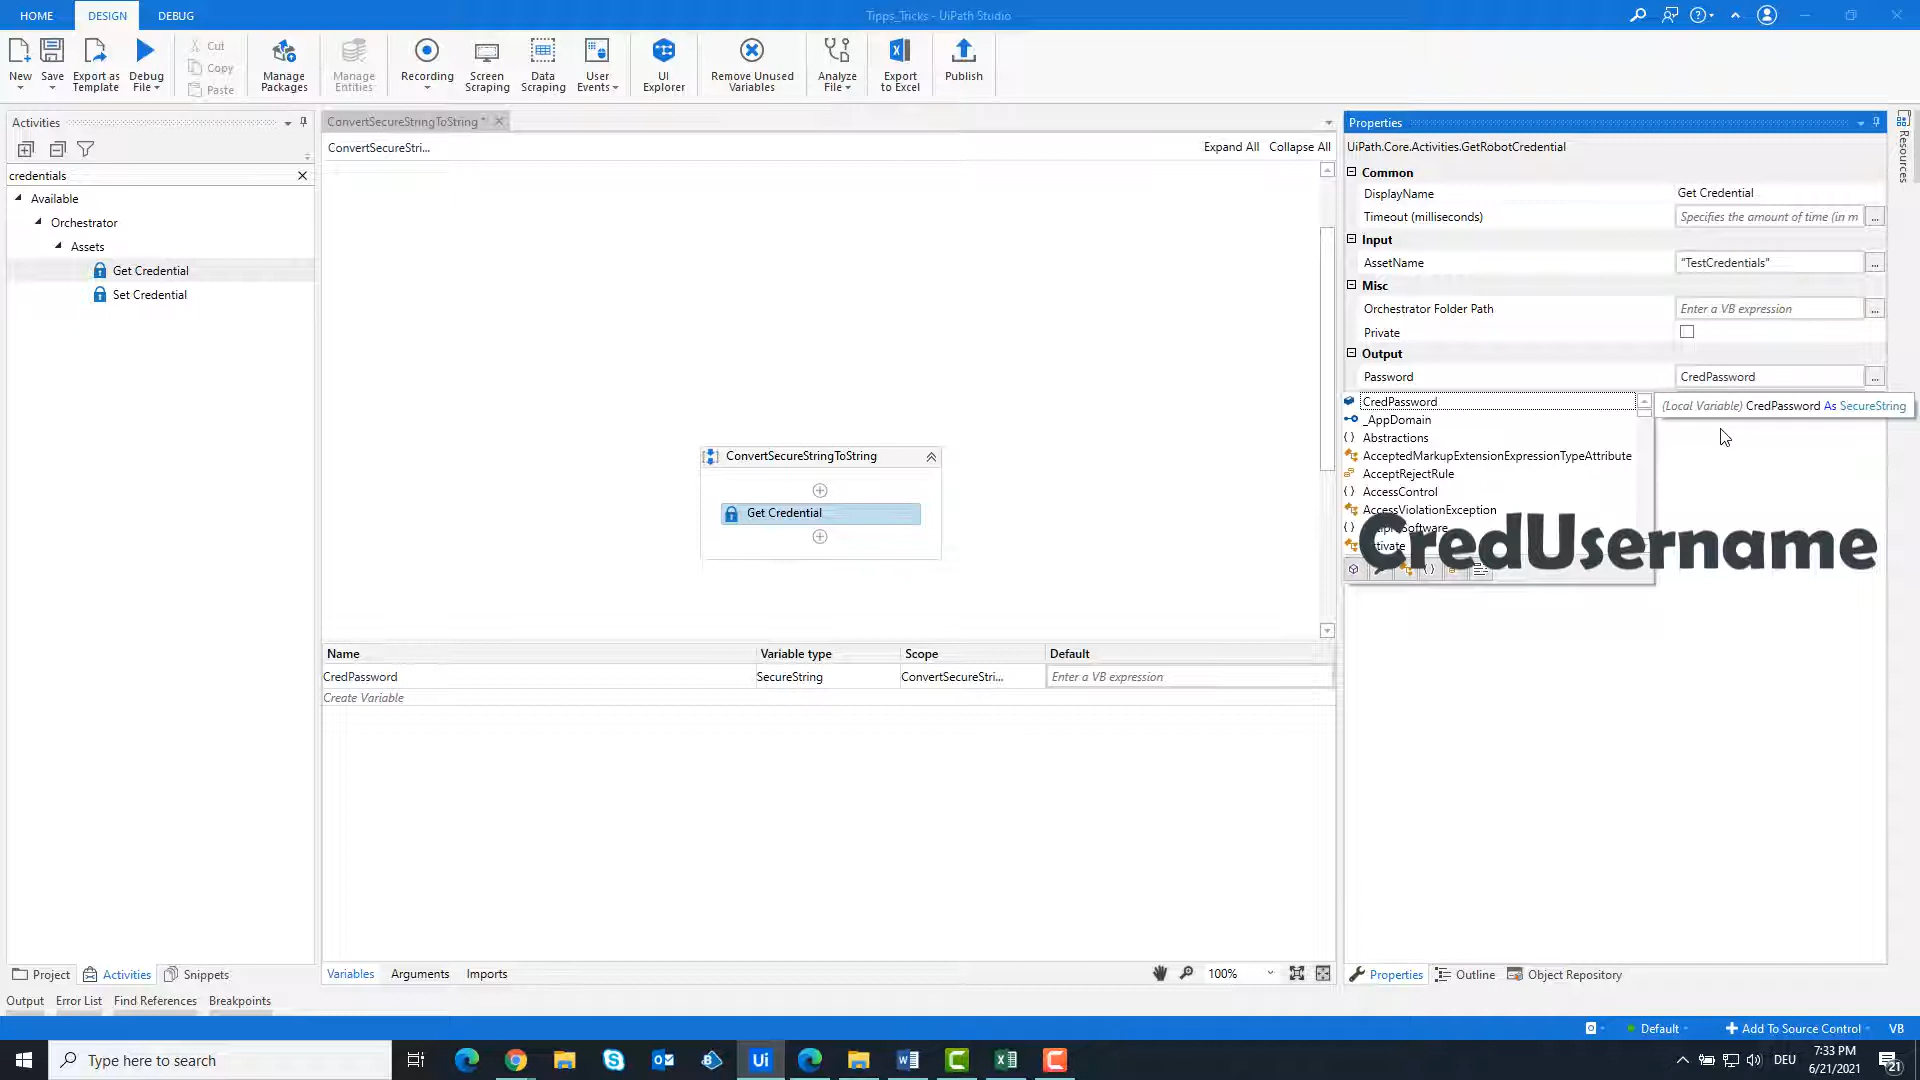 HOME DESIGN DEBUG
Tipps_Tricks - UiPath Studio
New
Save
Export as Template
Debug File
Cut
Copy
Paste
Manage Packages
Manage Entities
Recording
Screen Scraping
Data Scraping
User Events
UI Explorer
Remove Unused Variables
Analyze File
Export to Excel
Publish
Activities
credentials
Available
Orchestrator
Assets
Get Credential
Set Credential
ConvertSecureStringToString *
ConvertSecureStri...
Expand All Collapse All
ConvertSecureStringToString
Get Credential
Name Variable type Scope Default
CredPassword SecureString ConvertSecureStri... Enter a VB expression
Create Variable
Variables Arguments Imports
100%
Properties
UiPath.Core.Activities.GetRobotCredential
Common
DisplayName Get Credential
Timeout (milliseconds) Specifies the amount of time (in m ...
Input
AssetName "TestCredentials" ...
Misc
Orchestrator Folder Path Enter a VB expression ...
Private
Output
Password CredPassword ...
CredPassword
(Local Variable) CredPassword As SecureString
_AppDomain
Abstractions
AcceptedMarkupExtensionExpressionTypeAttribute
AcceptRejectRule
AccessControl
AccessViolationException
CredUsername
Resources
Project Activities Snippets
Properties Outline Object Repository
Output Error List Find References Breakpoints
Default Add To Source Control VB
Type here to search
DEU
7:33 PM
6/21/2021
21